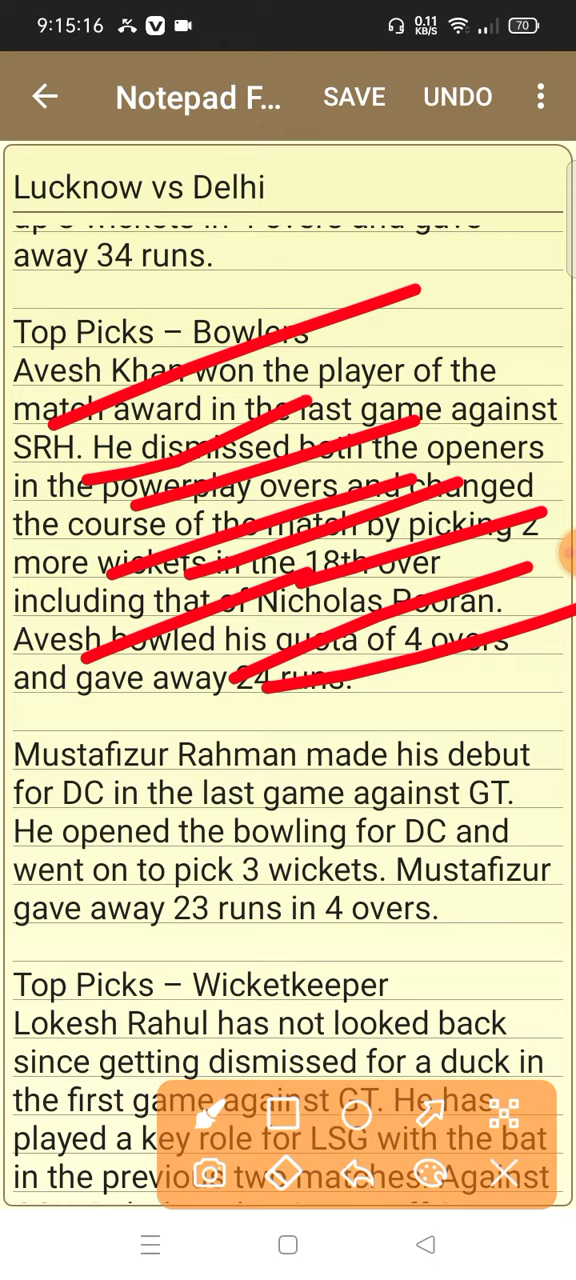 9:15:16
0.11
KB/S
70
Notepad F...
SAVE
UNDO
Lucknow vs Delhi
away 34 runs.
Top Picks – Bowlers
Avesh Khan won the player of the
match award in the last game against
SRH. He dismissed both the openers
in the powerplay overs and changed
the course of the match by picking 2
more wickets in the 18th over
including that of Nicholas Pooran.
Avesh bowled his quota of 4 overs
and gave away 24 runs.
Mustafizur Rahman made his debut
for DC in the last game against GT.
He opened the bowling for DC and
went on to pick 3 wickets. Mustafizur
gave away 23 runs in 4 overs.
Top Picks – Wicketkeeper
Lokesh Rahul has not looked back
since getting dismissed for a duck in
the first game against GT. He has
played a key role for LSG with the bat
in the previous two matches. Against